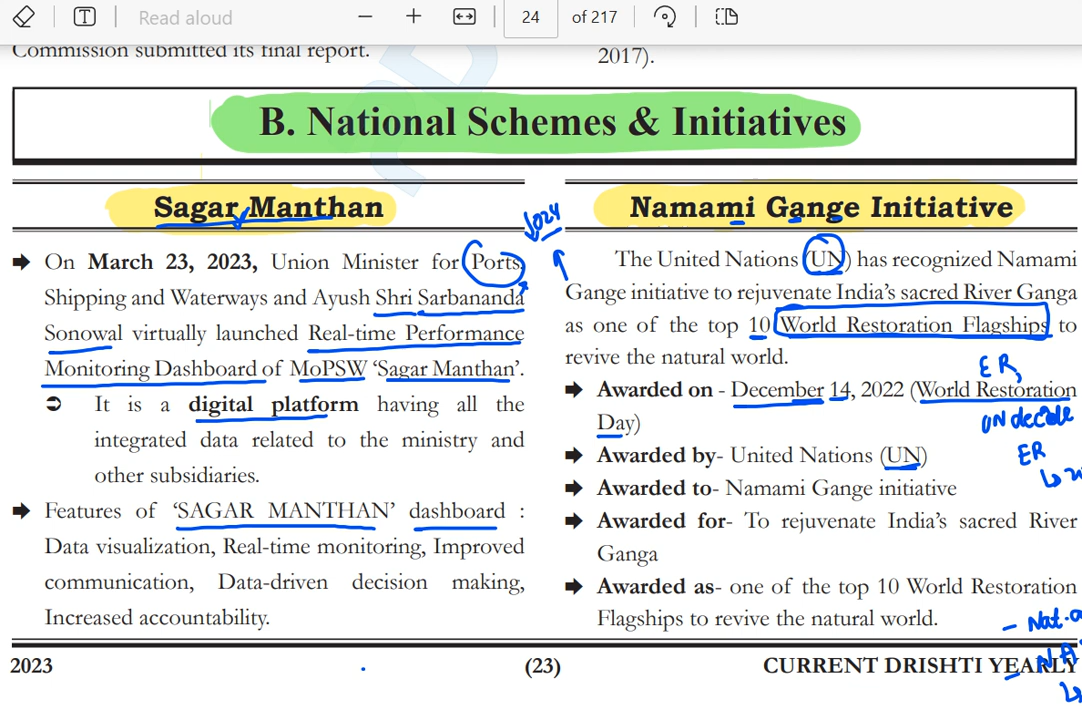 Read aloud
24
of 217
Commission submitted its final report.
2017).
B. National Schemes & Initiatives
Sagar Manthan
➡ On March 23, 2023, Union Minister for Ports,
Shipping and Waterways and Ayush Shri Sarbananda
Sonowal virtually launched Real-time Performance
Monitoring Dashboard of MoPSW ‘Sagar Manthan’.
➲ It is a digital platform having all the
integrated data related to the ministry and
other subsidiaries.
➡ Features of ‘SAGAR MANTHAN’ dashboard :
Data visualization, Real-time monitoring, Improved
communication, Data-driven decision making,
Increased accountability.
Namami Gange Initiative
The United Nations (UN) has recognized Namami
Gange initiative to rejuvenate India’s sacred River Ganga
as one of the top 10 World Restoration Flagships to
revive the natural world.
ER,
➡ Awarded on - December 14, 2022 (World Restoration
Day)
UN decade
ER
➡ Awarded by- United Nations (UN)
➡ Awarded to- Namami Gange initiative
➡ Awarded for- To rejuvenate India’s sacred River
Ganga
➡ Awarded as- one of the top 10 World Restoration
Flagships to revive the natural world.
2023
(23)
CURRENT DRISHTI YEARLY